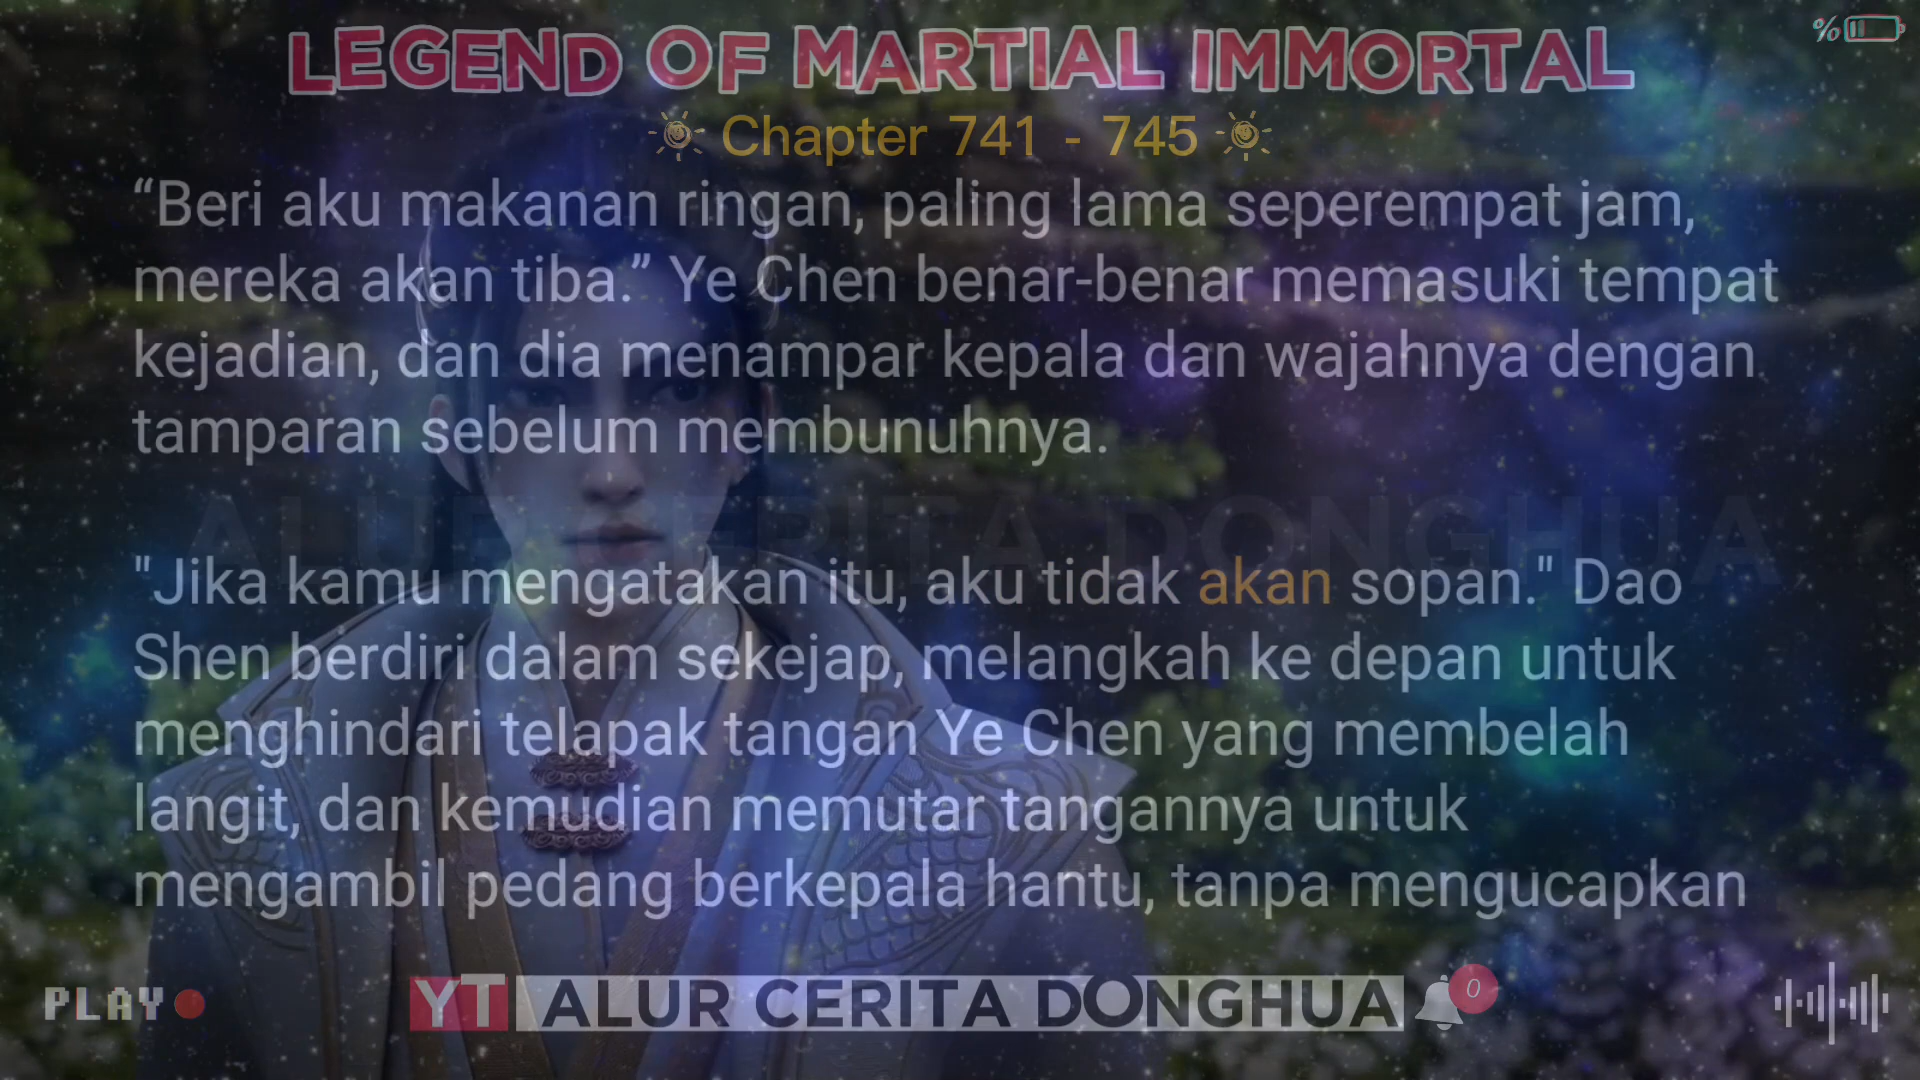 LEGEND OF MARTIAL IMMORTAL
%
Chapter 741 - 745
“Beri aku makanan ringan, paling lama seperempat jam,
mereka akan tiba.” Ye Chen benar-benar memasuki tempat
kejadian, dan dia menampar kepala dan wajahnya dengan
tamparan sebelum membunuhnya.
ALUR CERITA DONGHUA
"Jika kamu mengatakan itu, aku tidak akan sopan." Dao
Shen berdiri dalam sekejap, melangkah ke depan untuk
menghindari telapak tangan Ye Chen yang membelah
langit, dan kemudian memutar tangannya untuk
mengambil pedang berkepala hantu, tanpa mengucapkan
PLAY
YT ALUR CERITA DONGHUA
0